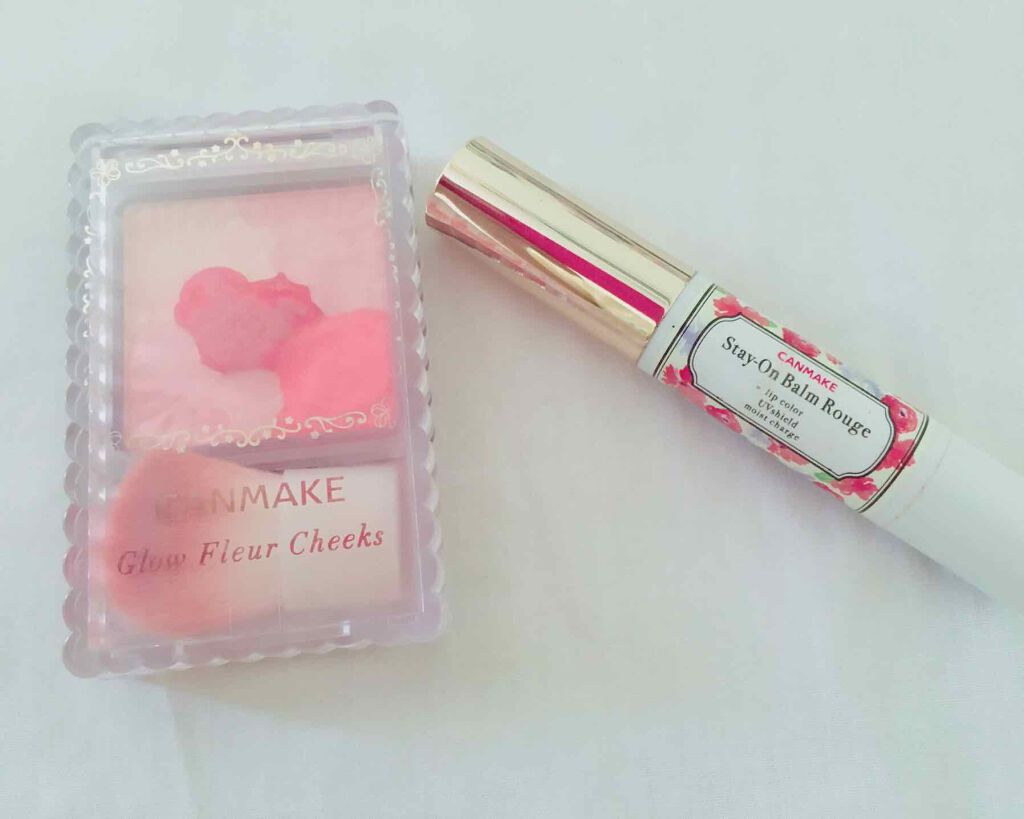 CANMAKE
Glow Fleur Cheeks
CANMAKE
Stay-On Balm Rouge
- lip color
UVshield
moist charge